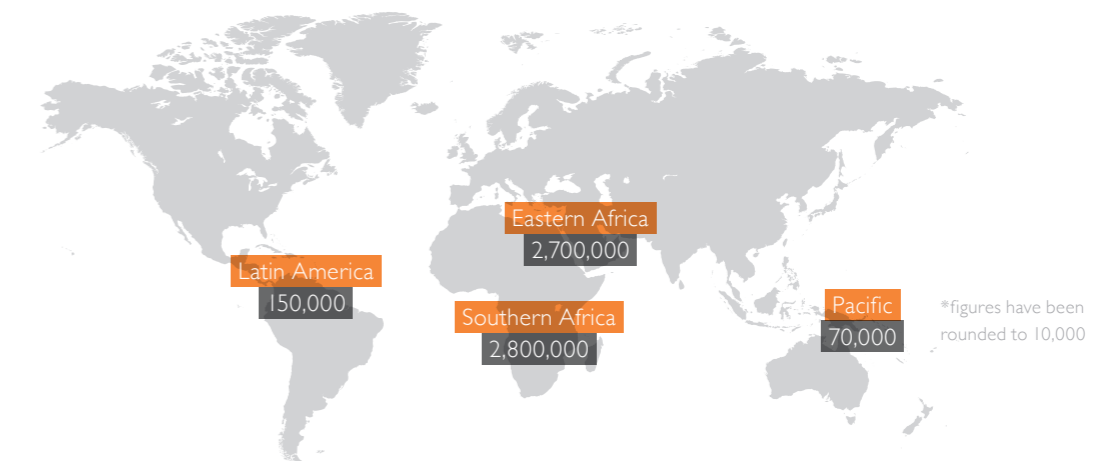 Eastern Africa
2,700,000
Latin America
150,000
Southern Africa
2,800,000
Pacific
70,000
*figures have been
rounded to 10,000